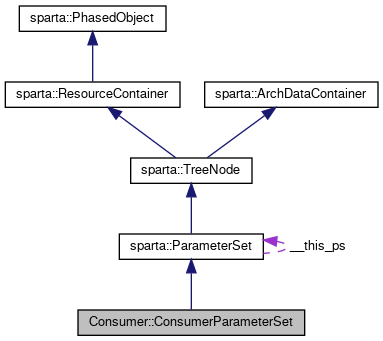 sparta::PhasedObject
sparta::ResourceContainer
sparta::ArchDataContainer
sparta::TreeNode
sparta::ParameterSet
__this_ps
Consumer::ConsumerParameterSet